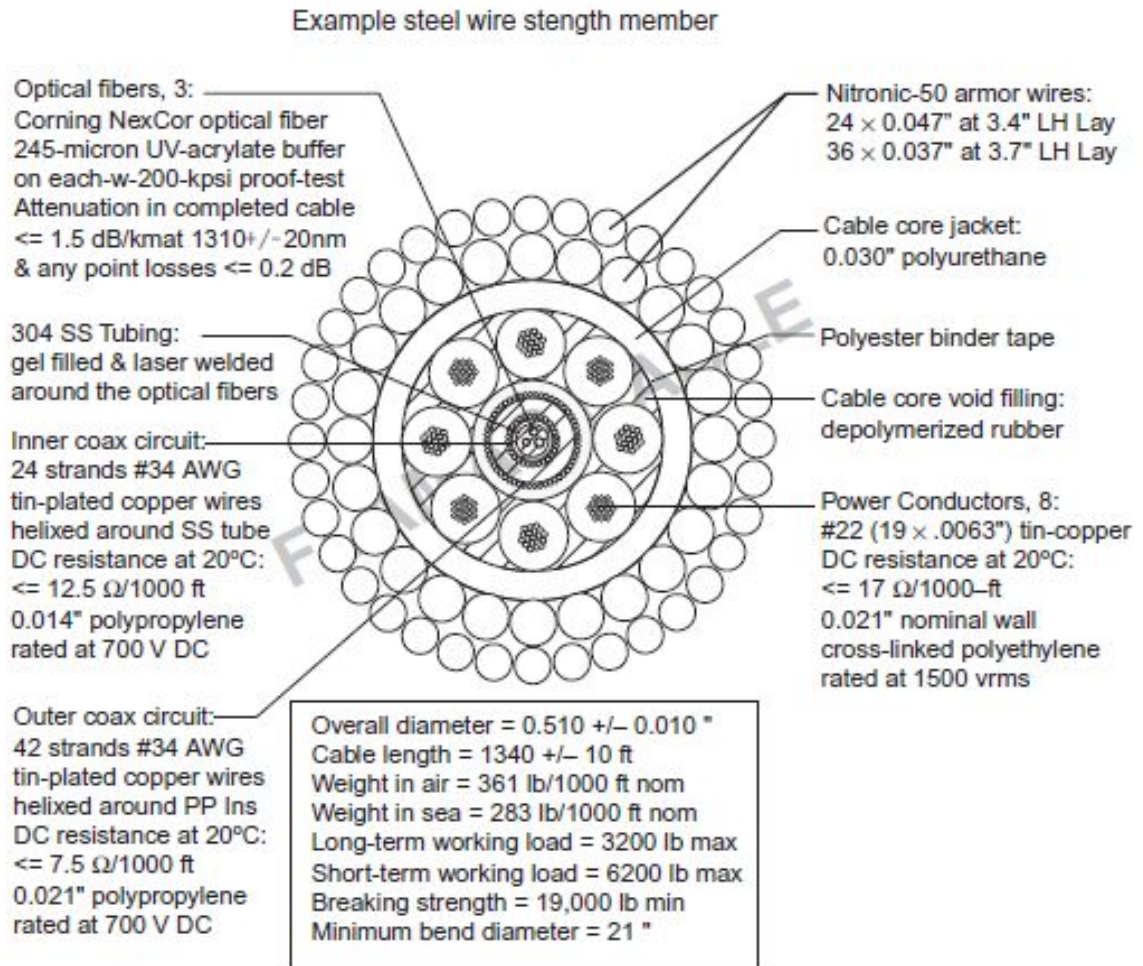 Example steel wire stength member
Optical fibers, 3:
Corning NexCor optical fiber
245-micron UV-acrylate buffer
on each-w-200-kpsi proof-test
Attenuation in completed cable
<= 1.5 dB/kmat 1310+/-20nm
& any point losses <= 0.2 dB
304 SS Tubing:
gel filled & laser welded
around the optical fibers
Inner coax circuit:
24 strands #34 AWG
tin-plated copper wires
helixed around SS tube
DC resistance at 20ºC:
<= 12.5 Ω/1000 ft
0.014" polypropylene
rated at 700 V DC
Outer coax circuit:
42 strands #34 AWG
tin-plated copper wires
helixed around PP Ins
DC resistance at 20ºC:
<= 7.5 Ω/1000 ft
0.021" polypropylene
rated at 700 V DC
Nitronic-50 armor wires:
24 × 0.047" at 3.4" LH Lay
36 × 0.037" at 3.7" LH Lay
Cable core jacket:
0.030" polyurethane
Polyester binder tape
Cable core void filling:
depolymerized rubber
Power Conductors, 8:
#22 (19 × .0063") tin-copper
DC resistance at 20ºC:
<= 17 Ω/1000–ft
0.021" nominal wall
cross-linked polyethylene
rated at 1500 vrms
Overall diameter = 0.510 +/– 0.010 "
Cable length = 1340 +/– 10 ft
Weight in air = 361 lb/1000 ft nom
Weight in sea = 283 lb/1000 ft nom
Long-term working load = 3200 lb max
Short-term working load = 6200 lb max
Breaking strength = 19,000 lb min
Minimum bend diameter = 21 "